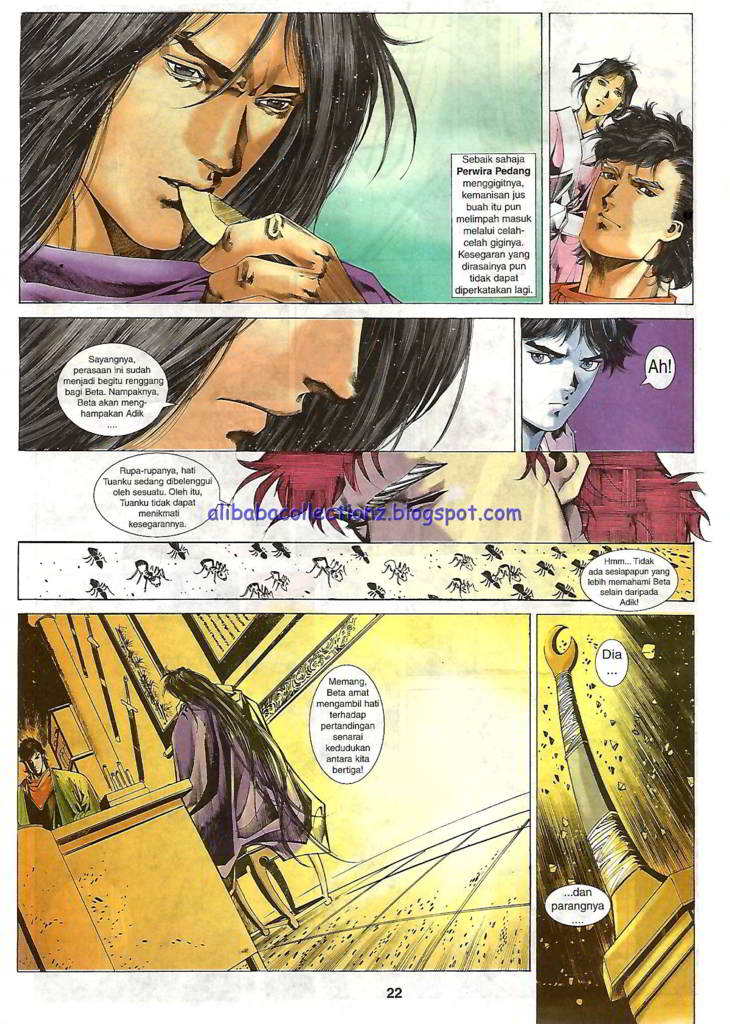 Sebaik sahaja
Perwira Pedang
menggigitnya,
kemanisan jus
buah itu pun
melimpah masuk
melalui celah-
celah giginya.
Kesegaran yang
dirasainya pun
tidak dapat
diperkatakan lagi.
Sayangnya,
perasaan ini sudah
menjadi begitu renggang
bagi Beta. Nampaknya,
Beta akan meng-
hampakan Adik
....
Ah!
Rupa-rupanya, hati
Tuanku sedang dibelenggui
oleh sesuatu. Oleh itu,
Tuanku tidak dapat
menikmati
kesegarannya.
alibabacollectionz.blogspot.com
Hmm... Tidak
ada sesiapapun yang
lebih memahami Beta
selain daripada
Adik!
Memang,
Beta amat
mengambil hati
terhadap
pertandingan
senarai
kedudukan
antara kita
bertiga!
Dia
...
...dan
parangnya
....
22